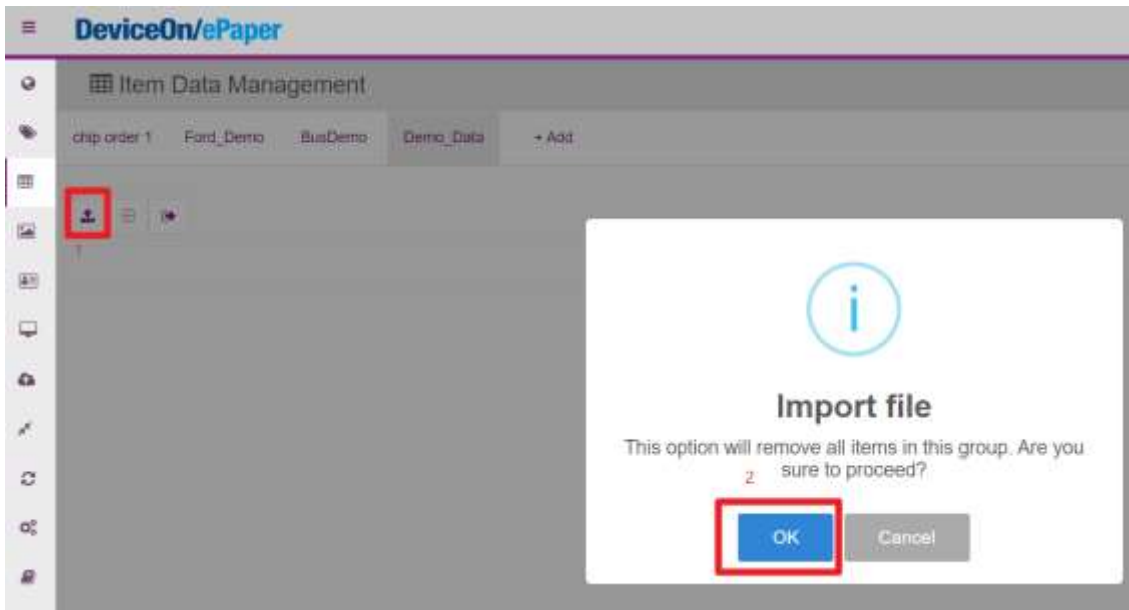 DeviceOn/ePaper
Item Data Management
chip order 1 Ford_Demo BusDemo Demo_Data + Add
1
Import file
This option will remove all items in this group. Are you
sure to proceed?
2
OK Cancel